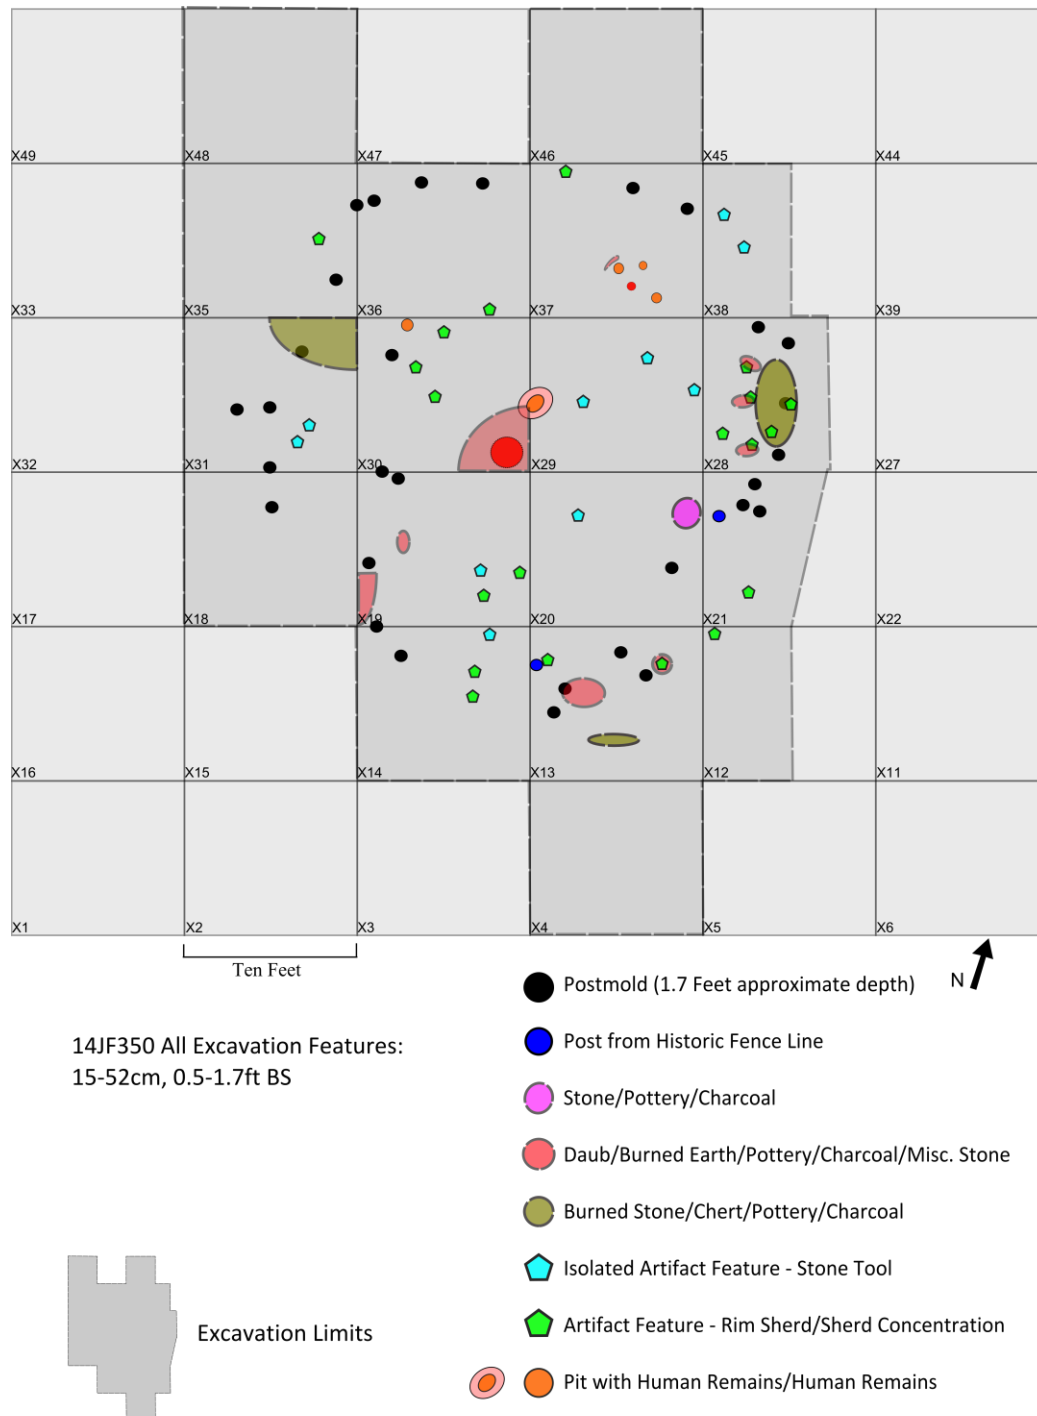 X49 X48 X47 X46 X45 X44
X33 X35 X36 X37 X38 X39
X32 X31 X30 X29 X28 X27
X17 X18 X19 X20 X21 X22
X16 X15 X14 X13 X12 X11
X1 X2 X3 X4 X5 X6
Ten Feet
N
Postmold (1.7 Feet approximate depth)
Post from Historic Fence Line
14JF350 All Excavation Features:
15-52cm, 0.5-1.7ft BS
Stone/Pottery/Charcoal
Daub/Burned Earth/Pottery/Charcoal/Misc. Stone
Burned Stone/Chert/Pottery/Charcoal
Isolated Artifact Feature - Stone Tool
Artifact Feature - Rim Sherd/Sherd Concentration
Excavation Limits
Pit with Human Remains/Human Remains